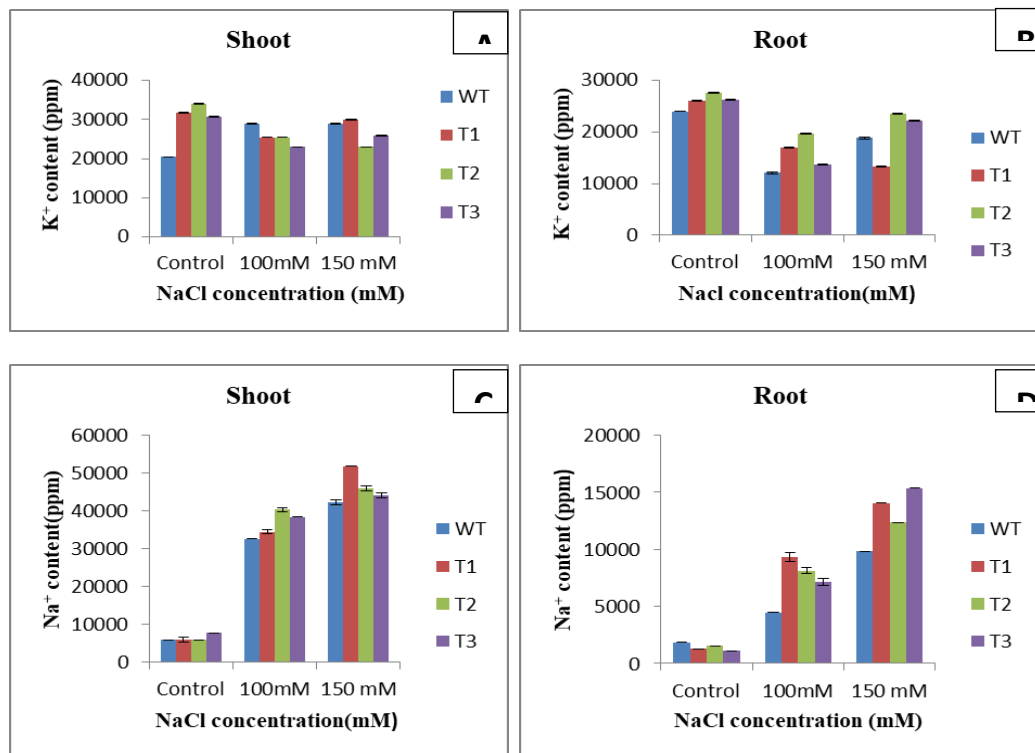 Shoot
K⁺ content (ppm)
40000
30000
20000
10000
0
Control 100mM 150 mM
NaCl concentration (mM)
WT
T1
T2
T3
Root
K⁺ content (ppm)
30000
20000
10000
0
Control 100mM 150 mM
Nacl concentration(mM)
WT
T1
T2
T3
Shoot
Na⁺ content(ppm)
60000
50000
40000
30000
20000
10000
0
Control 100mM 150 mM
NaCl concentration(mM)
WT
T1
T2
T3
Root
Na⁺ content (ppm)
20000
15000
10000
5000
0
Control 100mM 150 mM
NaCl concentration (mM)
WT
T1
T2
T3